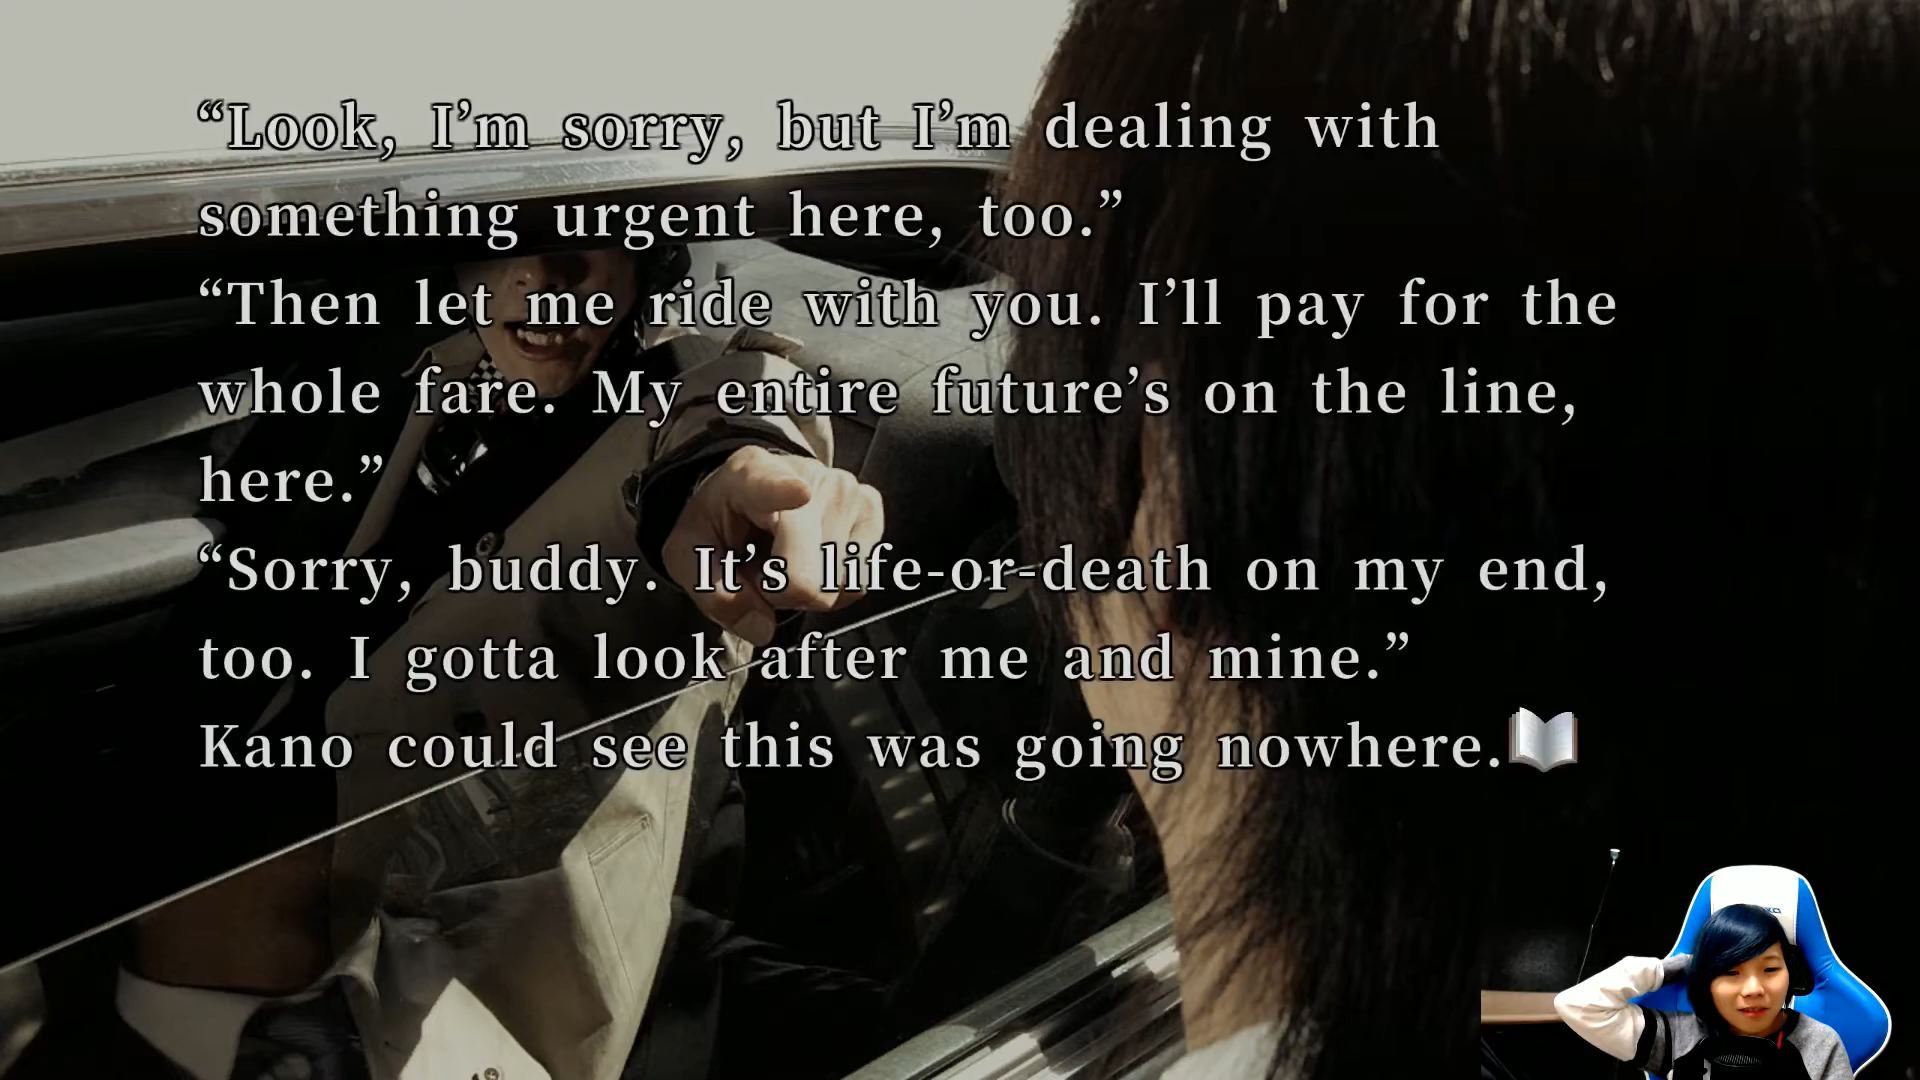 “Look, I’m sorry, but I’m dealing with
something urgent here, too.”
“Then let me ride with you. I’ll pay for the
whole fare. My entire future’s on the line,
here.”
“Sorry, buddy. It’s life-or-death on my end,
too. I gotta look after me and mine.”
Kano could see this was going nowhere.